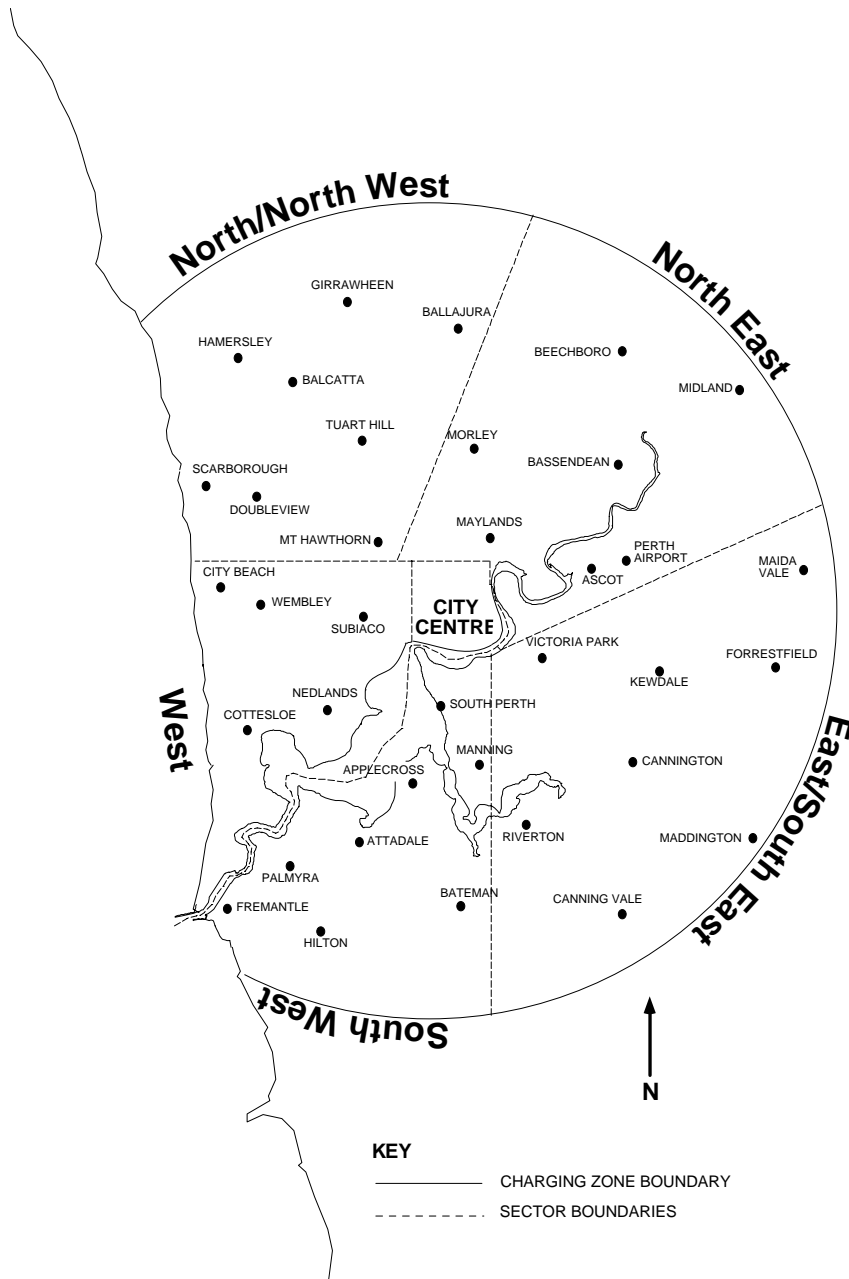 North/North West
North East
GIRRAWHEEN
BALLAJURA
HAMERSLEY
BEECHBORO
BALCATTA
MIDLAND
TUART HILL
MORLEY
SCARBOROUGH
BASSENDEAN
DOUBLEVIEW
MAYLANDS
MT HAWTHORN
PERTH
AIRPORT
MAIDA
VALE
CITY BEACH
ASCOT
WEMBLEY
CITY
CENTRE
SUBIACO
VICTORIA PARK
FORRESTFIELD
KEWDALE
NEDLANDS
SOUTH PERTH
West
COTTESLOE
East/South East
MANNING
CANNINGTON
APPLECROSS
RIVERTON
MADDINGTON
ATTADALE
PALMYRA
BATEMAN
CANNING VALE
FREMANTLE
HILTON
South West
N
KEY
CHARGING ZONE BOUNDARY
SECTOR BOUNDARIES